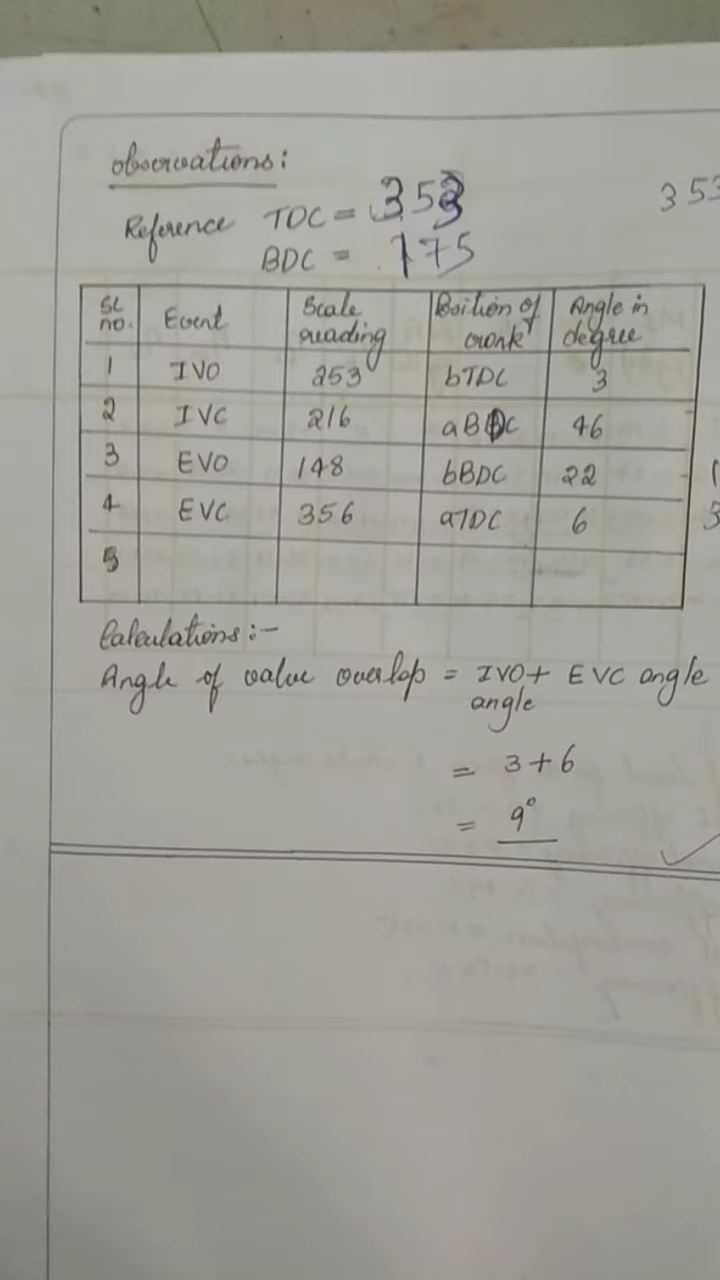 observations:
353
Reference TDC = 353
BDC = 175
SL no. Event Scale reading Position of crank Angle in degree
1 IVO 253 bTDC 3
2 IVC 216 aBDC 46
3 EVO 148 bBDC 22
4 EVC 356 aTDC 6
5
Calculations:-
Angle of valve overlap = IVO + EVC angle
angle
= 3+6
= 9°